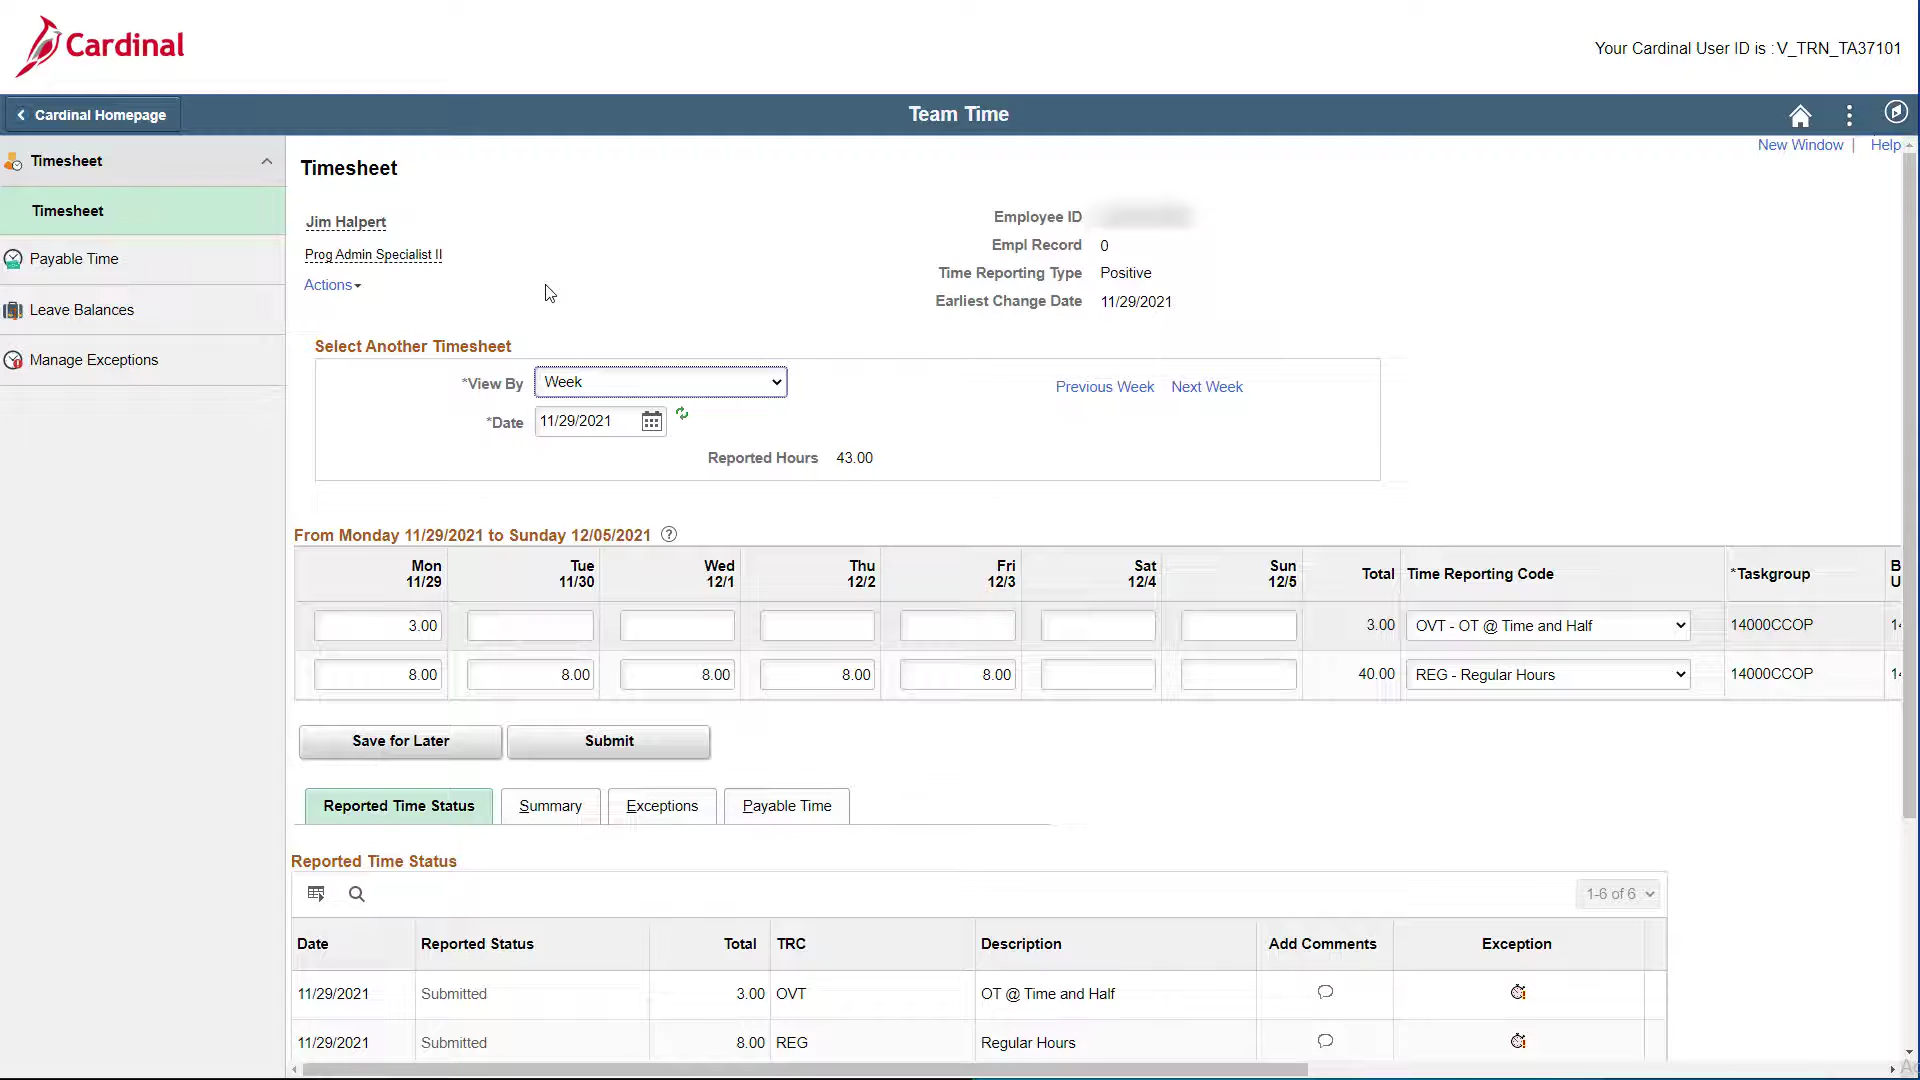 Cardinal
Your Cardinal User ID is : V_TRN_TA37101
Cardinal Homepage
Team Time
New Window | Help
Timesheet
Timesheet
Payable Time
Leave Balances
Manage Exceptions
Timesheet
Jim Halpert
Prog Admin Specialist II
Actions
Employee ID
Empl Record 0
Time Reporting Type Positive
Earliest Change Date 11/29/2021
Select Another Timesheet
*View By Week
Previous Week Next Week
*Date 11/29/2021
Reported Hours 43.00
From Monday 11/29/2021 to Sunday 12/05/2021 ?
Mon Tue Wed Thu Fri Sat Sun Total Time Reporting Code *Taskgroup B
11/29 11/30 12/1 12/2 12/3 12/4 12/5 U
3.00 3.00 OVT - OT @ Time and Half 14000CCOP
8.00 8.00 8.00 8.00 8.00 40.00 REG - Regular Hours 14000CCOP
Save for Later Submit
Reported Time Status Summary Exceptions Payable Time
Reported Time Status
1-6 of 6
Date Reported Status Total TRC Description Add Comments Exception
11/29/2021 Submitted 3.00 OVT OT @ Time and Half
11/29/2021 Submitted 8.00 REG Regular Hours